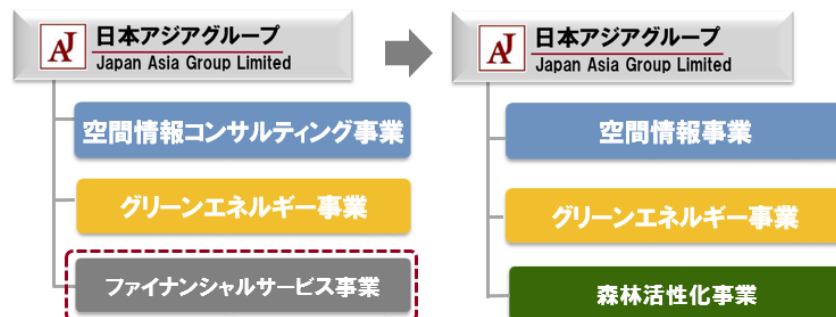 AJ
日本アジアグループ
Japan Asia Group Limited
空間情報コンサルティング事業
グリーンエネルギー事業
ファイナンシャルサービス事業
AJ
日本アジアグループ
Japan Asia Group Limited
空間情報事業
グリーンエネルギー事業
森林活性化事業